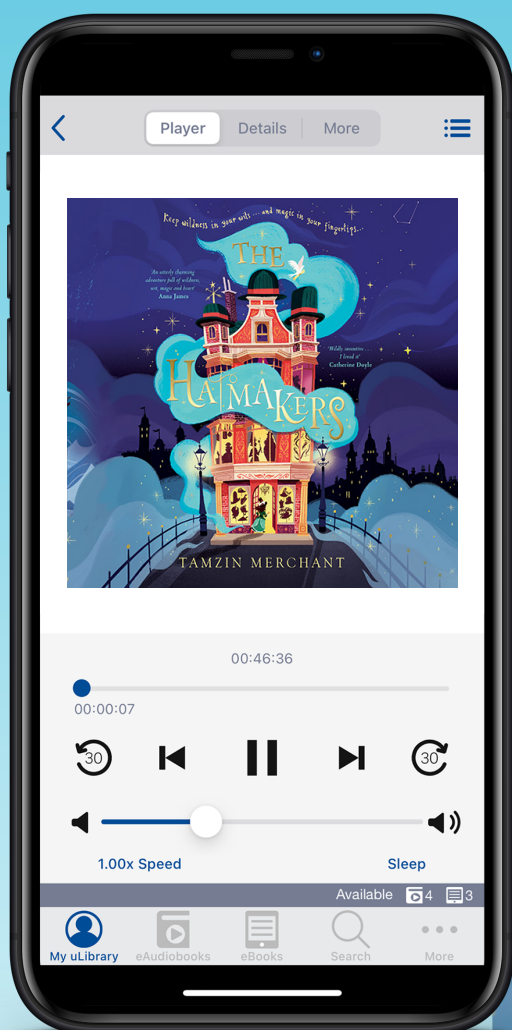 Player Details More
Keep wildness in your wits ... and magic in your fingertips...
THE
'An utterly charming
adventure full of wildness,
wit, magic and heart'
Anna James
'Wildly inventive
I loved it'
Catherine Doyle
HATMAKERS
TAMZIN MERCHANT
00:46:36
00:00:07
30 30
1.00x Speed Sleep
Available 4 3
My uLibrary eAudiobooks eBooks Search More